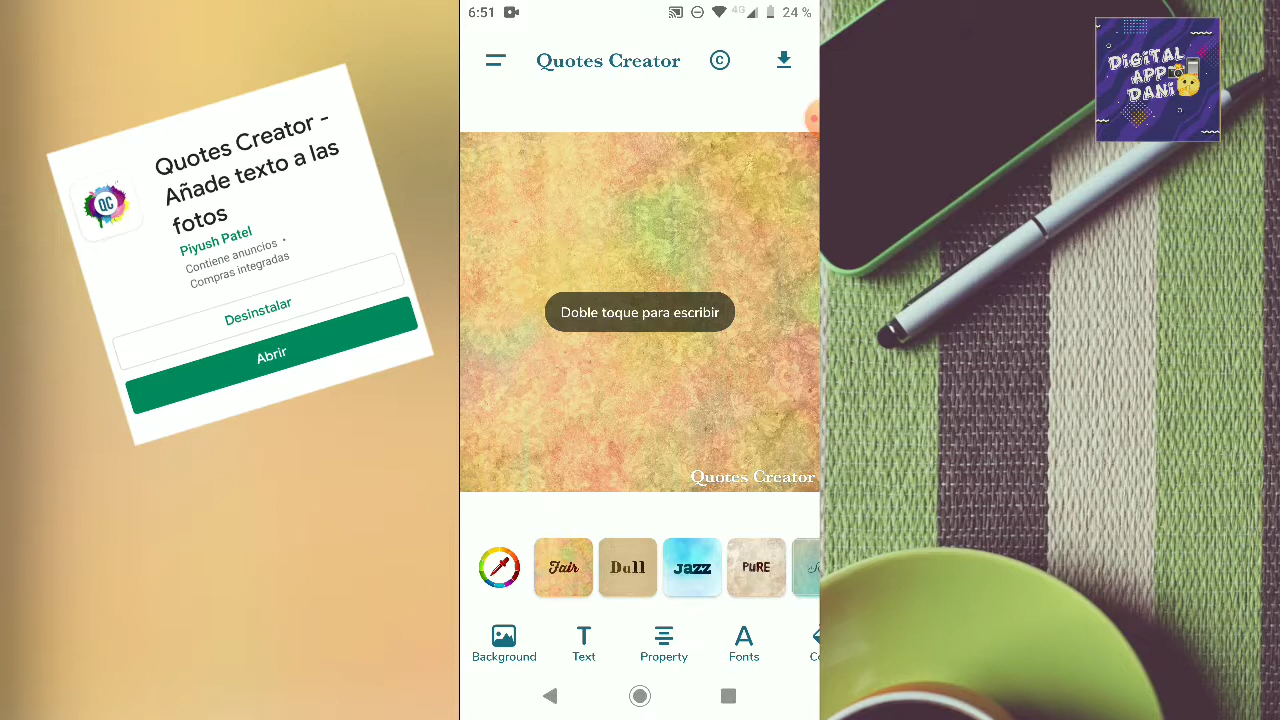 Quotes Creator -
Añade texto a las
fotos
Piyush Patel
Contiene anuncios •
Compras integradas
Desinstalar
Abrir
QC
6:51
4G
24 %
Quotes Creator
Doble toque para escribir
Quotes Creator
Fair
Dull
Jazz
PuRE
Background
Text
Property
Fonts
DiGiTAL
APP
DANi